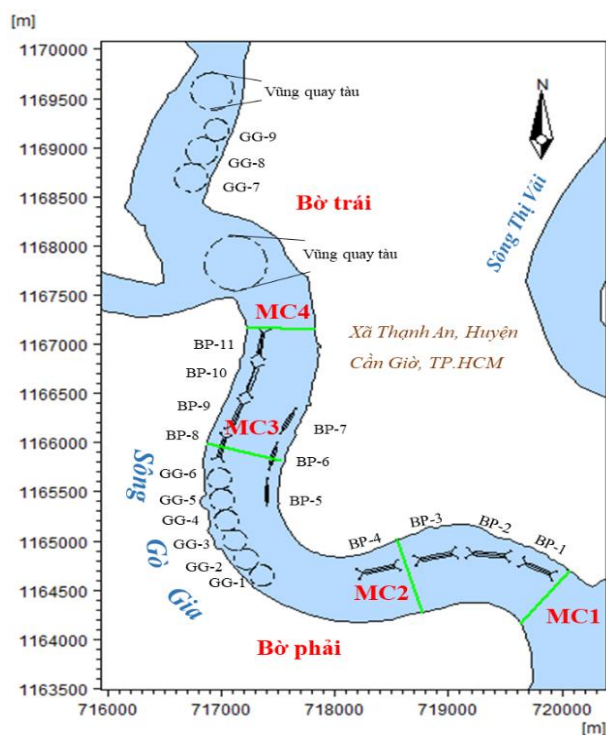 [m]
1170000
1169500
1169000
1168500
1168000
1167500
1167000
1166500
1166000
1165500
1165000
1164500
1164000
1163500
Vũng quay tàu
GG-9
GG-8
GG-7
N
Sông Thị Vải
Bờ trái
Vũng quay tàu
MC4
Xã Thạnh An, Huyện
Cần Giờ, TP.HCM
BP-11
BP-10
BP-9
BP-8
MC3
BP-7
BP-6
BP-5
GG-6
GG-5
GG-4
GG-3
GG-2
GG-1
Sông
Gò
Gia
BP-4
BP-3
BP-2
BP-1
MC2
MC1
Bờ phải
716000 717000 718000 719000 720000
[m]